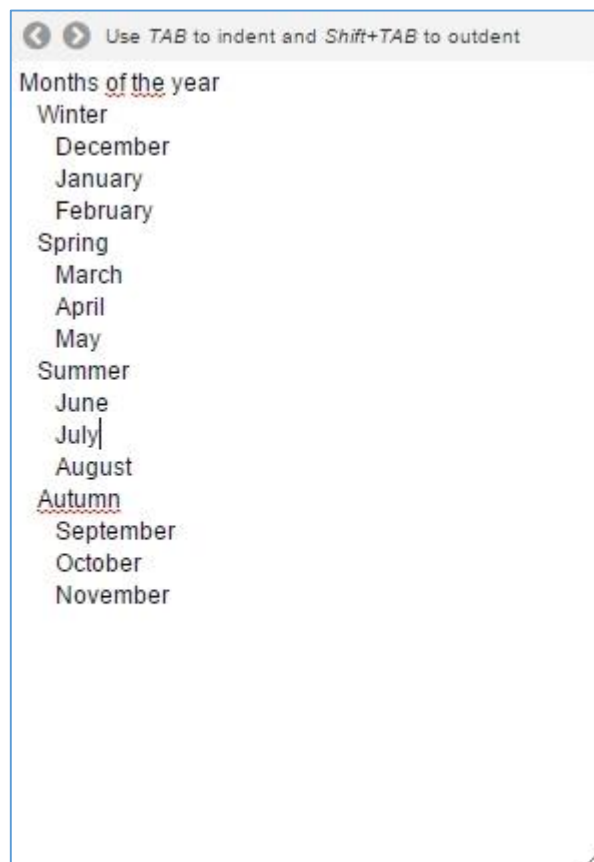 Use TAB to indent and Shift+TAB to outdent
Months of the year
Winter
December
January
February
Spring
March
April
May
Summer
June
July
August
Autumn
September
October
November